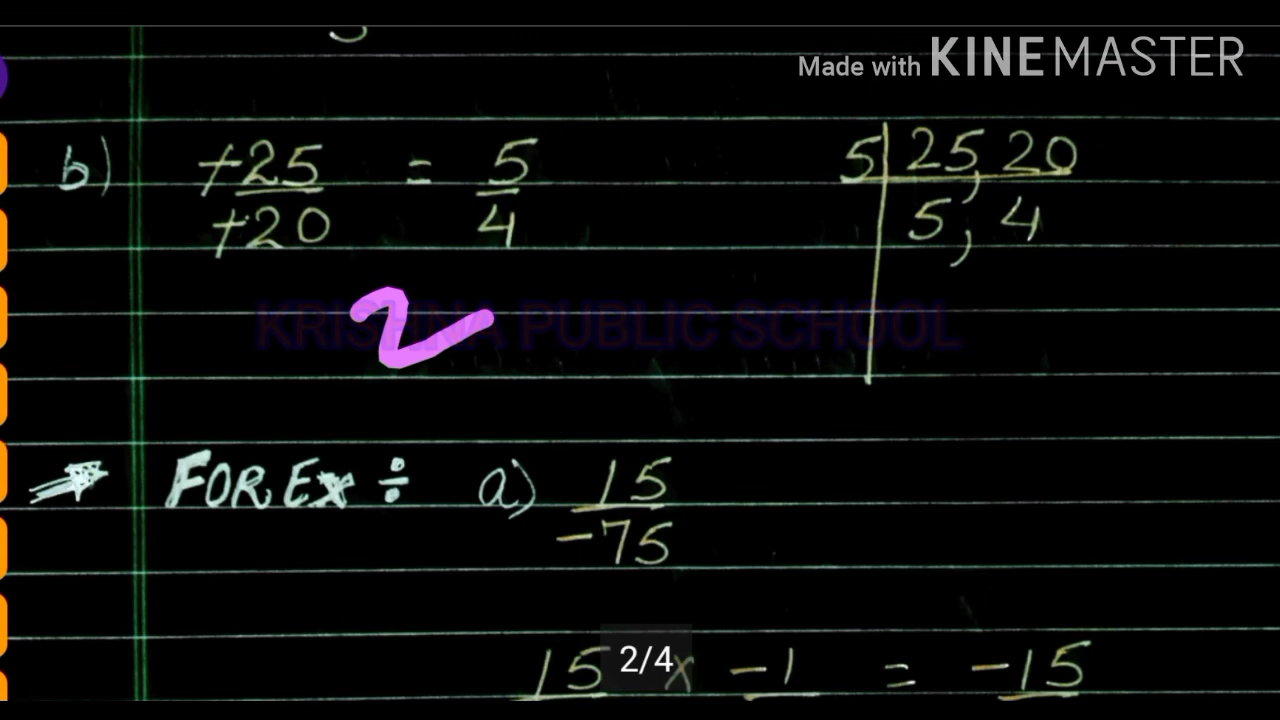 Made with KINEMASTER
b) +25 = 5 5 25, 20
+20 4 5, 4
KRISHNA PUBLIC SCHOOL
FOR EX ÷ a) 15
-75
15 x -1 = -15
2/4